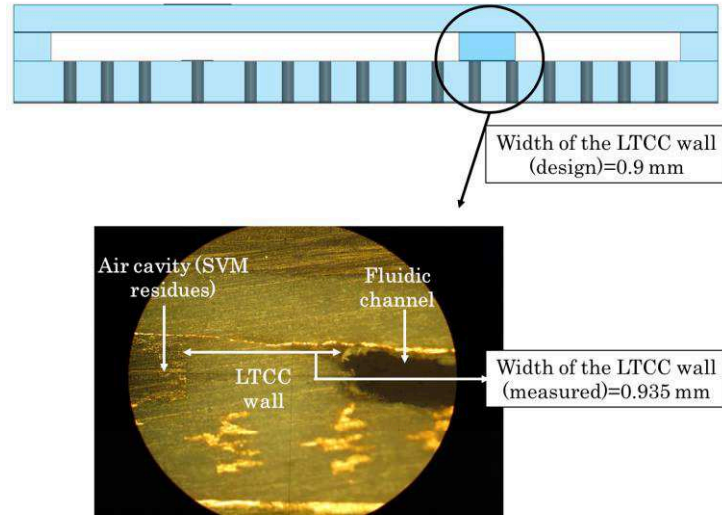 Width of the LTCC wall
(design)=0.9 mm
Air cavity (SVM
residues)
Fluidic
channel
LTCC
wall
Width of the LTCC wall
(measured)=0.935 mm